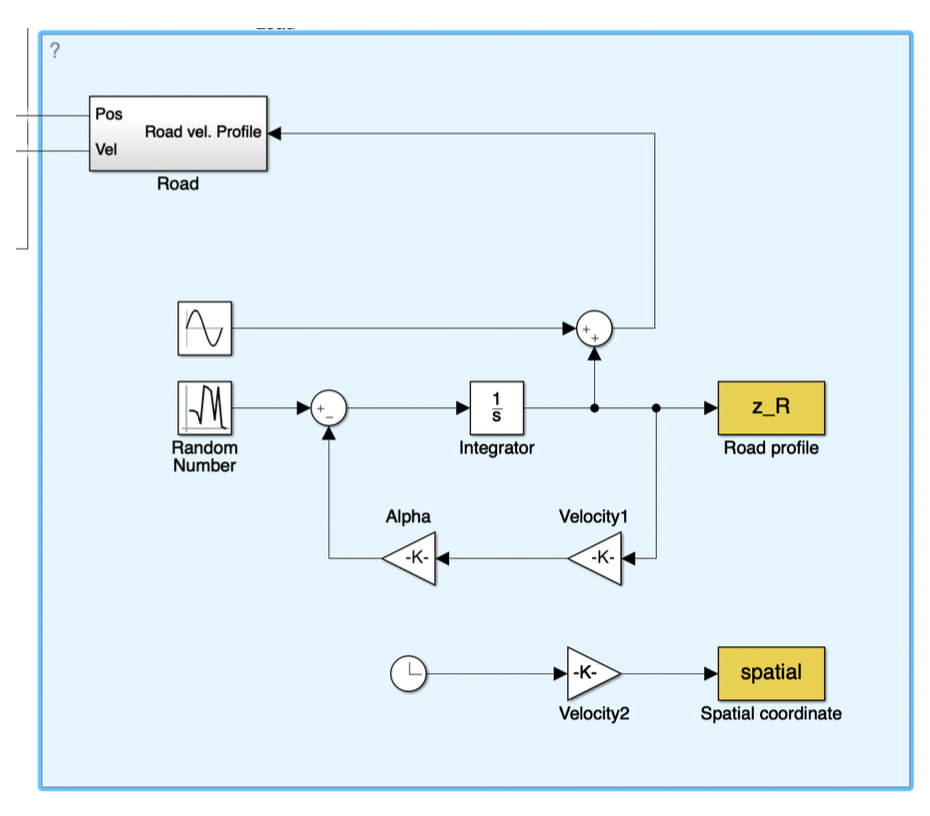 ?
Pos
Road vel. Profile
Vel
Road
+
+
+
-
1
s
z_R
Random
Number
Integrator
Road profile
Alpha
Velocity1
-K-
-K-
-K-
spatial
Velocity2
Spatial coordinate